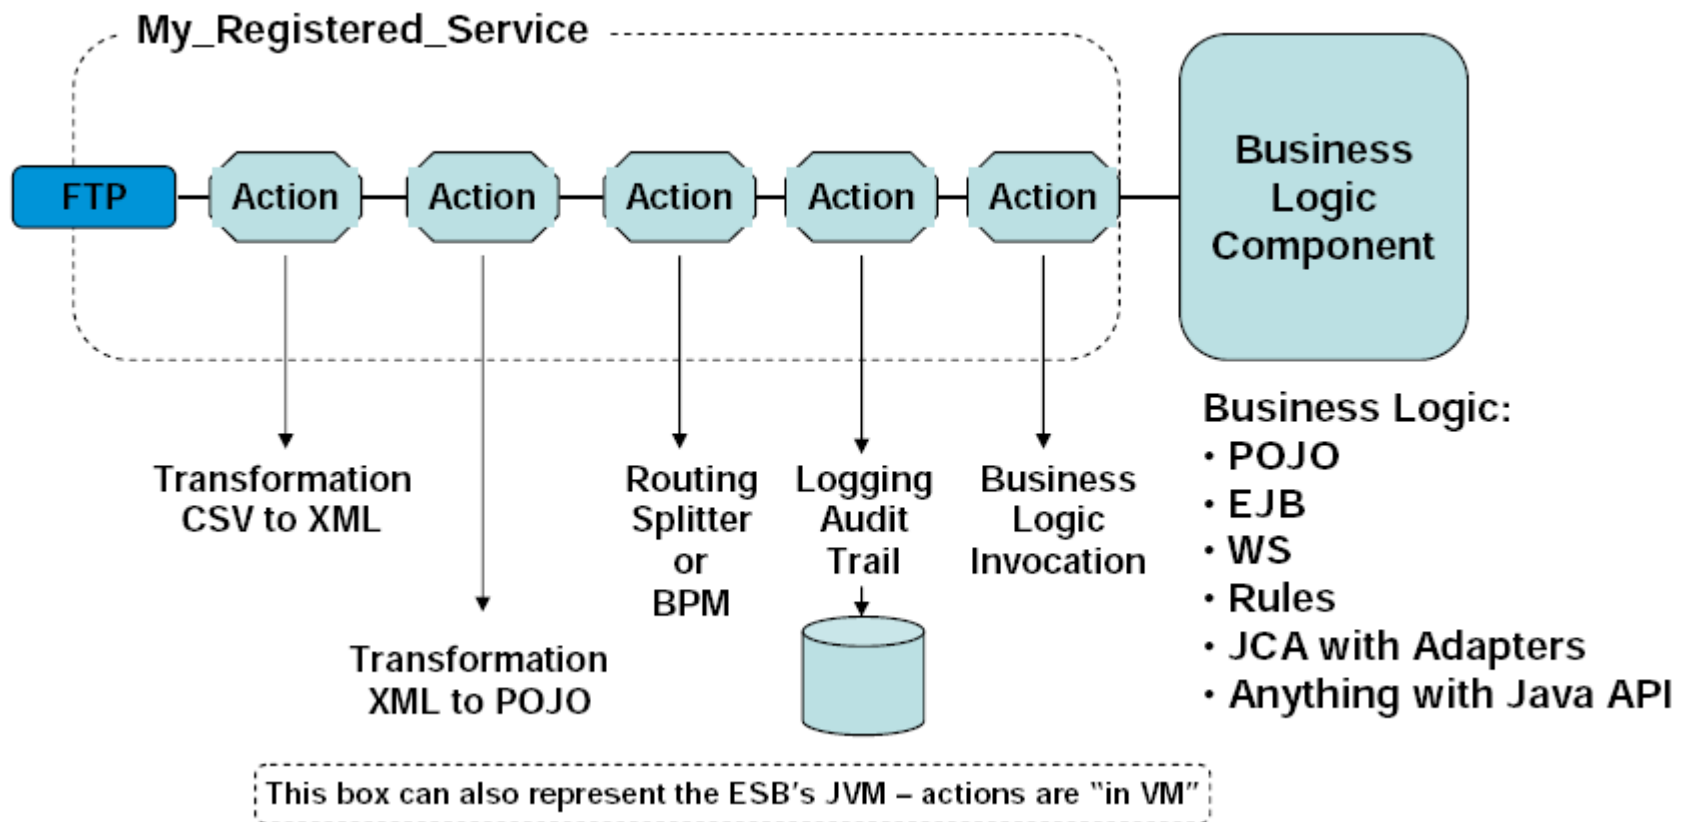 My_Registered_Service
FTP
Action
Action
Action
Action
Action
Business
Logic
Component
Transformation
CSV to XML
Transformation
XML to POJO
Routing
Splitter
or
BPM
Logging
Audit
Trail
Business
Logic
Invocation
Business Logic:
• POJO
• EJB
• WS
• Rules
• JCA with Adapters
• Anything with Java API
This box can also represent the ESB's JVM – actions are "in VM"